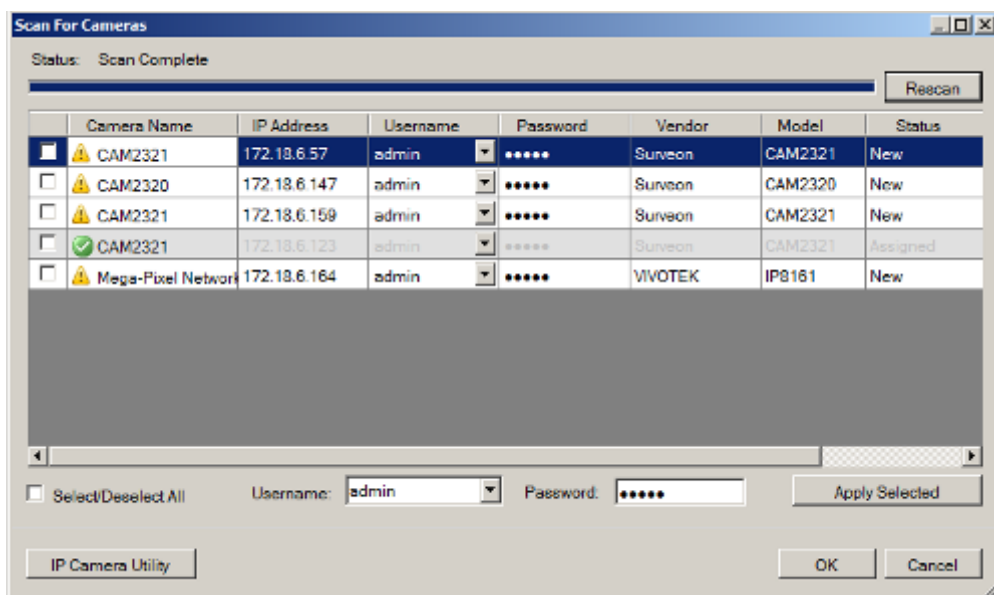 Scan For Cameras
Status: Scan Complete
Rescan
Camera Name IP Address Username Password Vendor Model Status
CAM2321 172.18.6.57 admin ●●●●● Surveon CAM2321 New
CAM2320 172.18.6.147 admin ●●●●● Surveon CAM2320 New
CAM2321 172.18.6.159 admin ●●●●● Surveon CAM2321 New
CAM2321 172.18.6.123 admin ●●●●● Surveon CAM2321 Assigned
Mega-Pixel Network 172.18.6.164 admin ●●●●● VIVOTEK IP8161 New
Select/Deselect All Username: admin Password: ●●●●● Apply Selected
IP Camera Utility OK Cancel